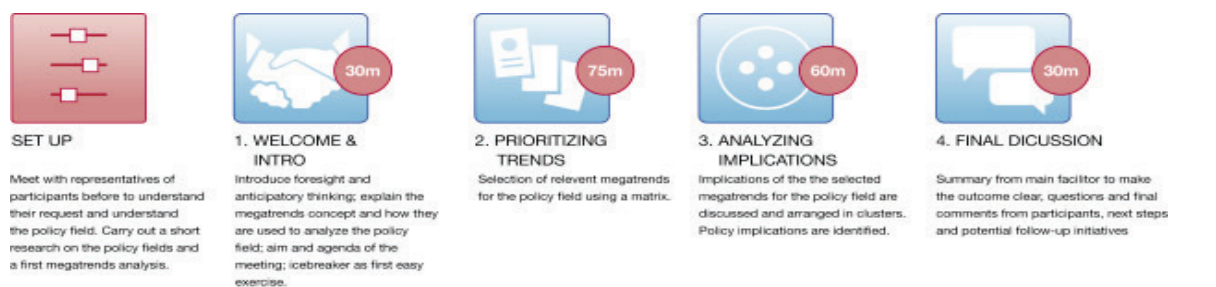 30m
75m
60m
30m
SET UP
Meet with representatives of
participants before to understand
their request and understand
the policy field. Carry out a short
research on the policy fields and
a first megatrends analysis.
1. WELCOME &
INTRO
Introduce foresight and
anticipatory thinking; explain the
megatrends concept and how they
are used to analyze the policy
field; aim and agenda of the
meeting; icebreaker as first easy
exercise.
2. PRIORITIZING
TRENDS
Selection of relevent megatrends
for the policy field using a matrix.
3. ANALYZING
IMPLICATIONS
Implications of the the selected
megatrends for the policy field are
discussed and arranged in clusters.
Policy implications are identified.
4. FINAL DICUSSION
Summary from main facilitor to make
the outcome clear, questions and final
comments from participants, next steps
and potential follow-up initiatives